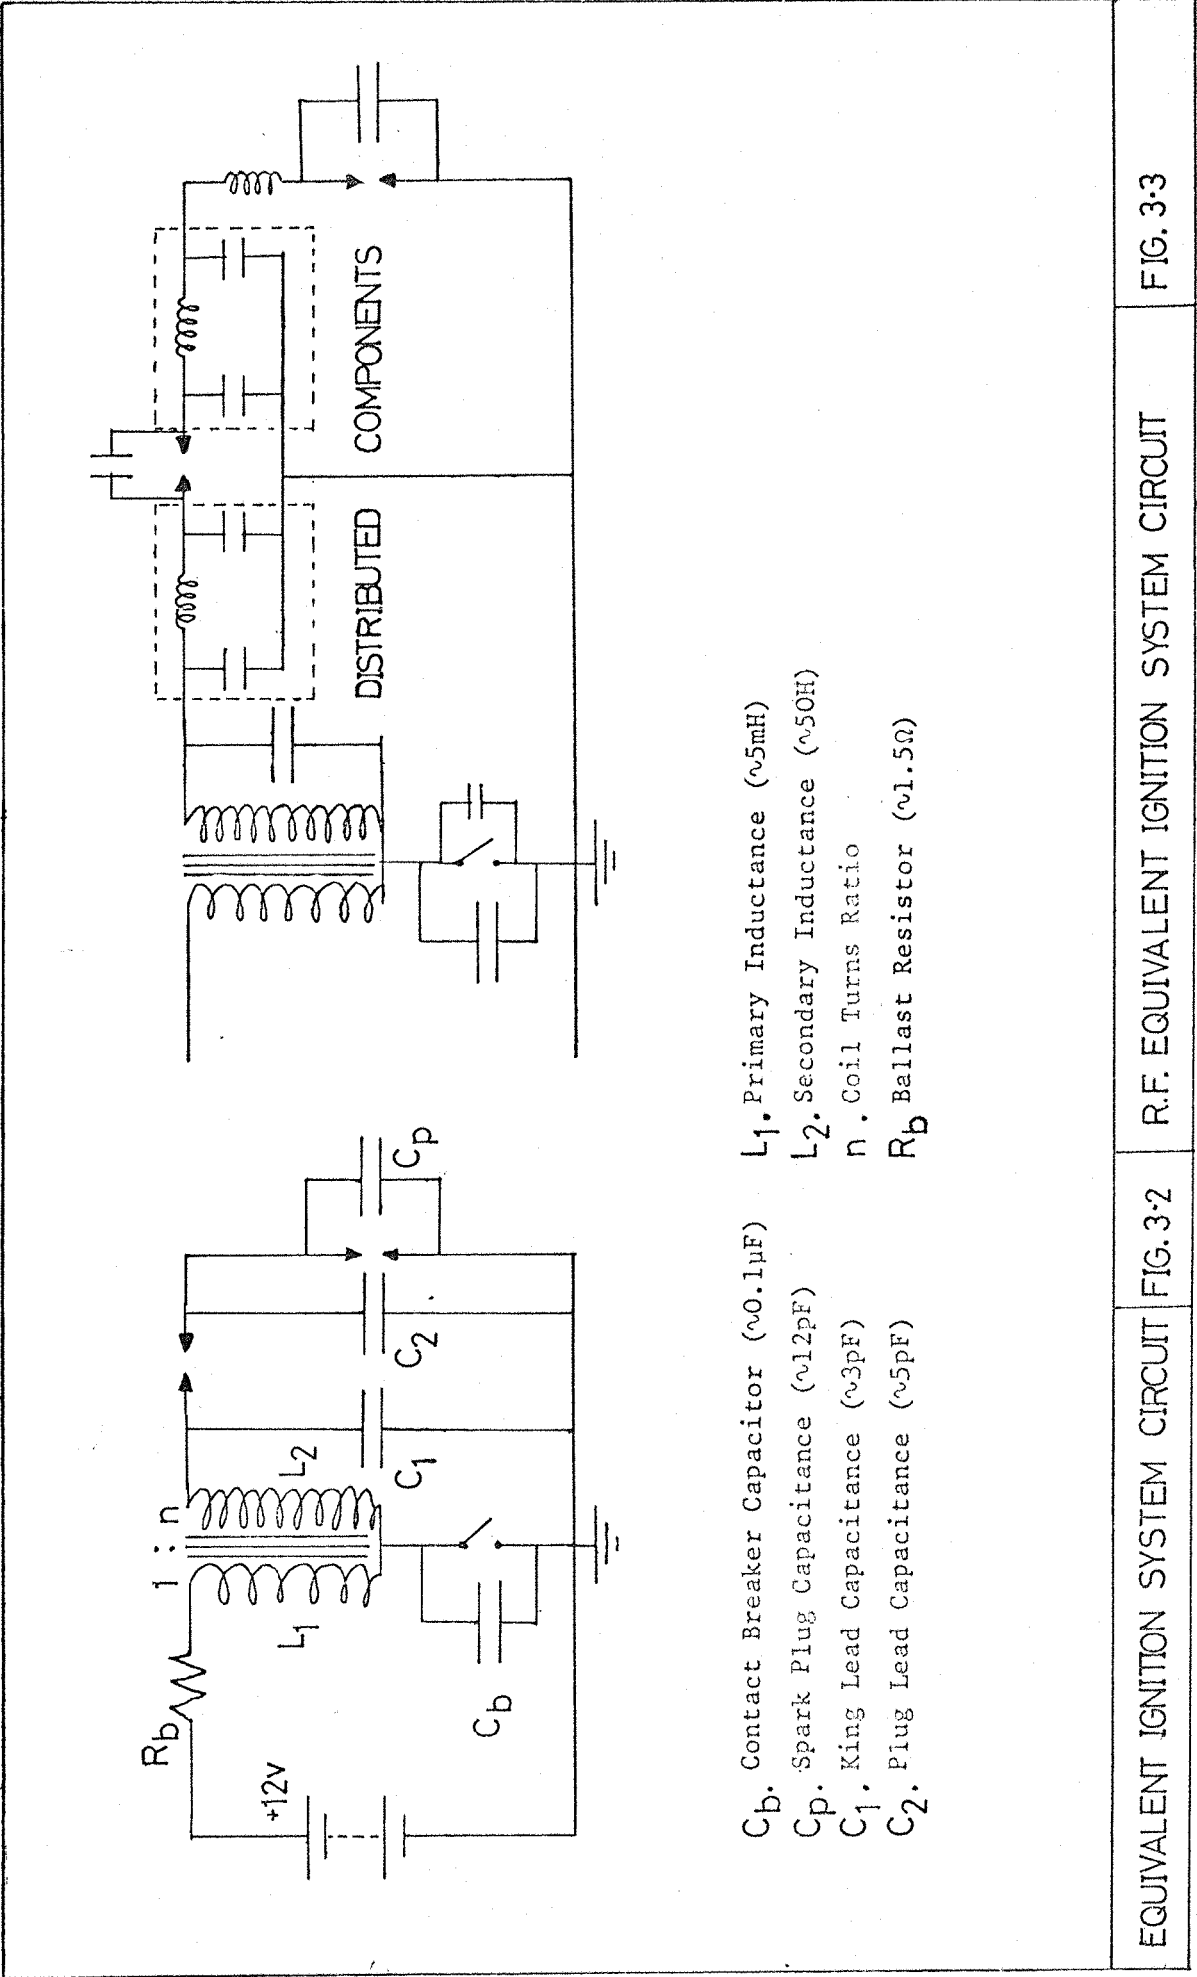 +12v
R_b
1 : n
L_1
L_2
C_b
C_1
C_2
C_p
DISTRIBUTED COMPONENTS
C_b. Contact Breaker Capacitor (~0.1µF)
C_p. Spark Plug Capacitance (~12pF)
C_1. King Lead Capacitance (~3pF)
C_2. Plug Lead Capacitance (~5pF)
L_1. Primary Inductance (~5mH)
L_2. Secondary Inductance (~50H)
n . Coil Turns Ratio
R_b Ballast Resistor (~1.5Ω)
EQUIVALENT IGNITION SYSTEM CIRCUIT
FIG. 3·2
R.F. EQUIVALENT IGNITION SYSTEM CIRCUIT
FIG. 3·3